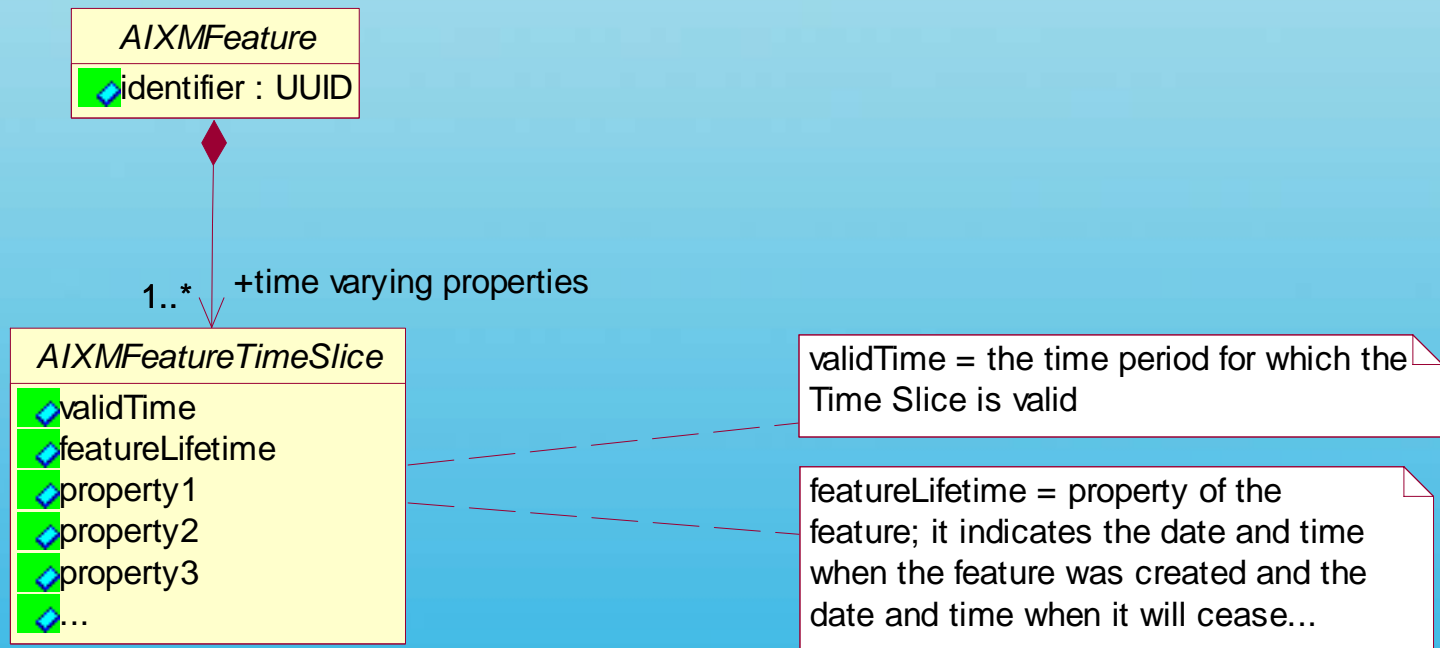 AIXMFeature
identifier : UUID
1..*
+time varying properties
AIXMFeatureTimeSlice
validTime
featureLifetime
property1
property2
property3
...
validTime = the time period for which the
Time Slice is valid
featureLifetime = property of the
feature; it indicates the date and time
when the feature was created and the
date and time when it will cease...